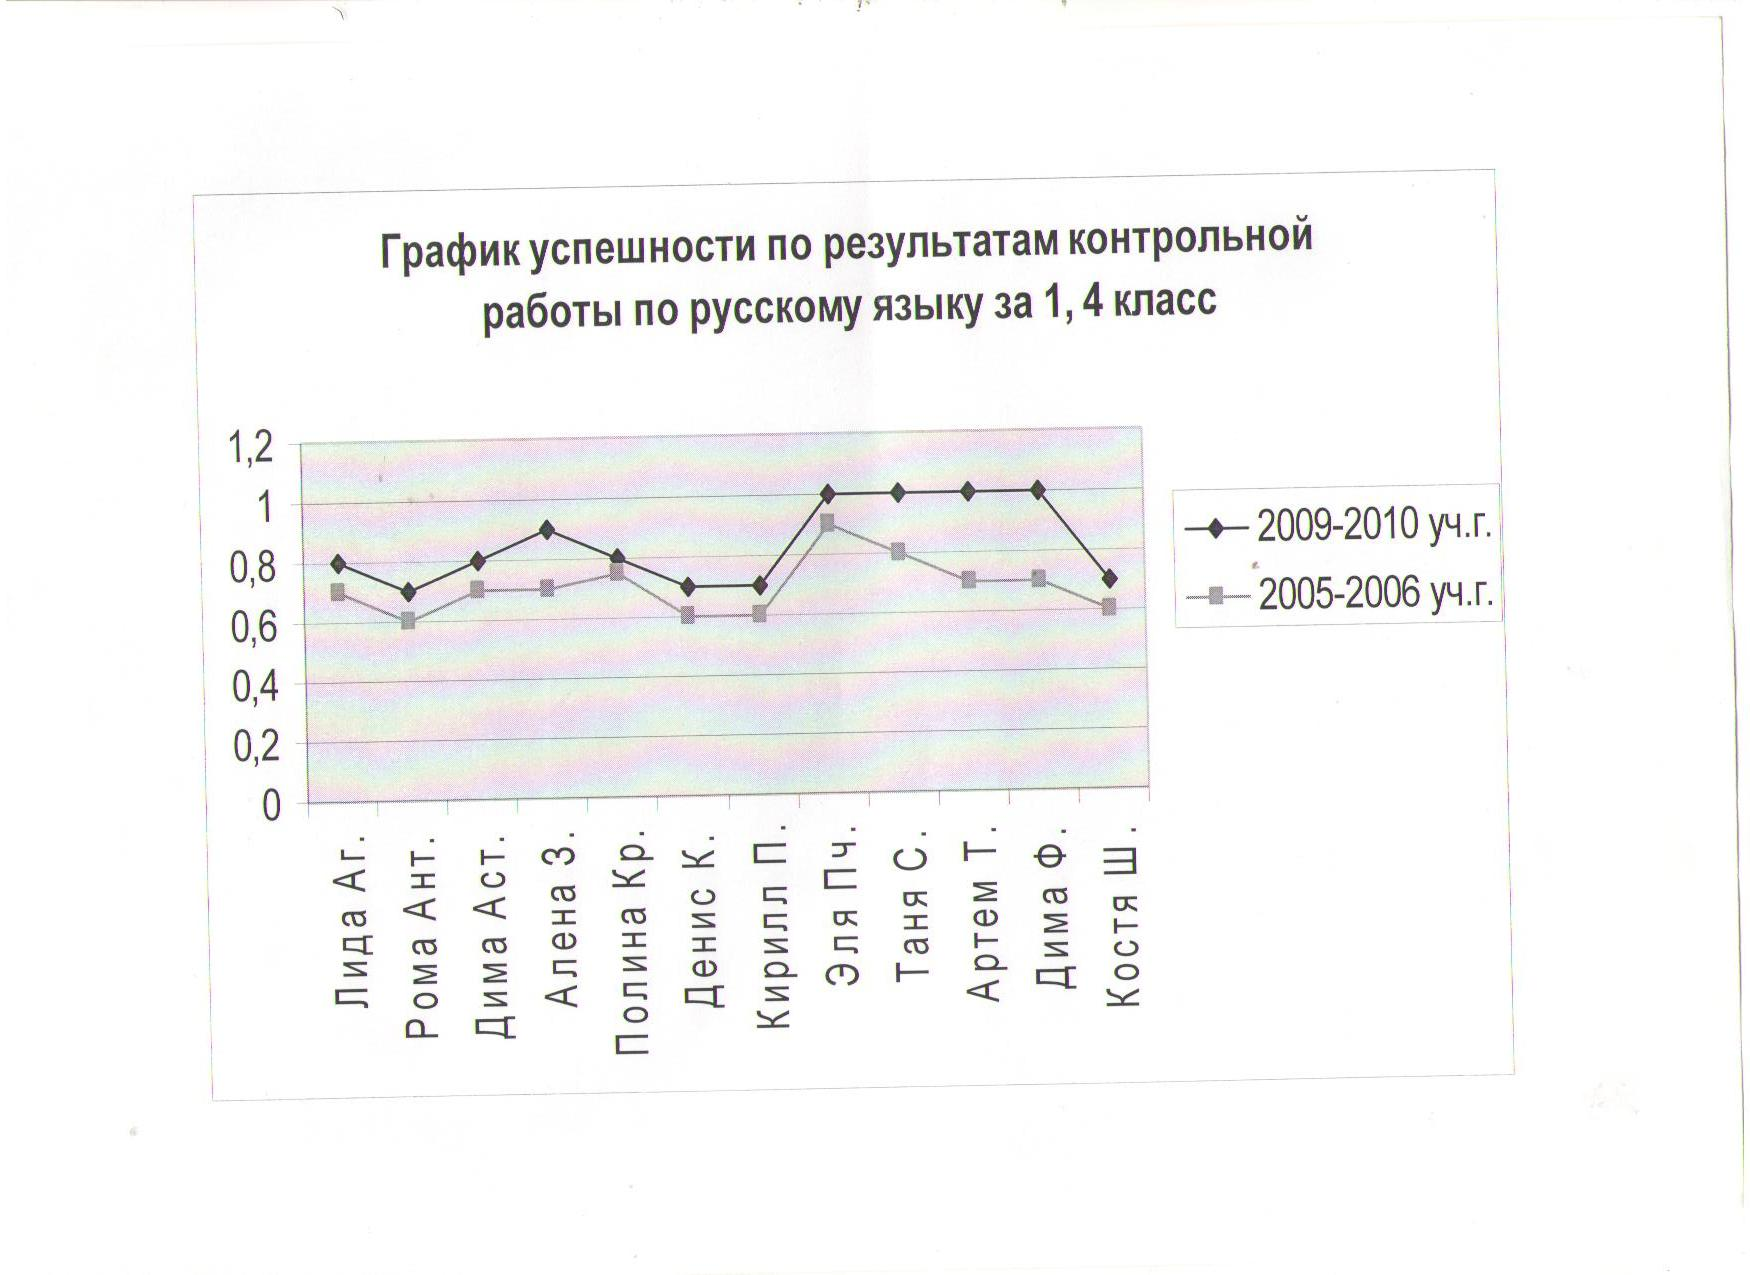 График успешности по результатам контрольной
работы по русскому языку за 1, 4 класс
1,2
1
0,8
0,6
0,4
0,2
0
2009-2010 уч.г.
2005-2006 уч.г.
Лида Аг.
Рома Ант.
Дима Аст.
Алена З.
Полина Кр.
Денис К.
Кирилл П.
Эля Пч.
Таня С.
Артем Т.
Дима Ф.
Костя Ш.